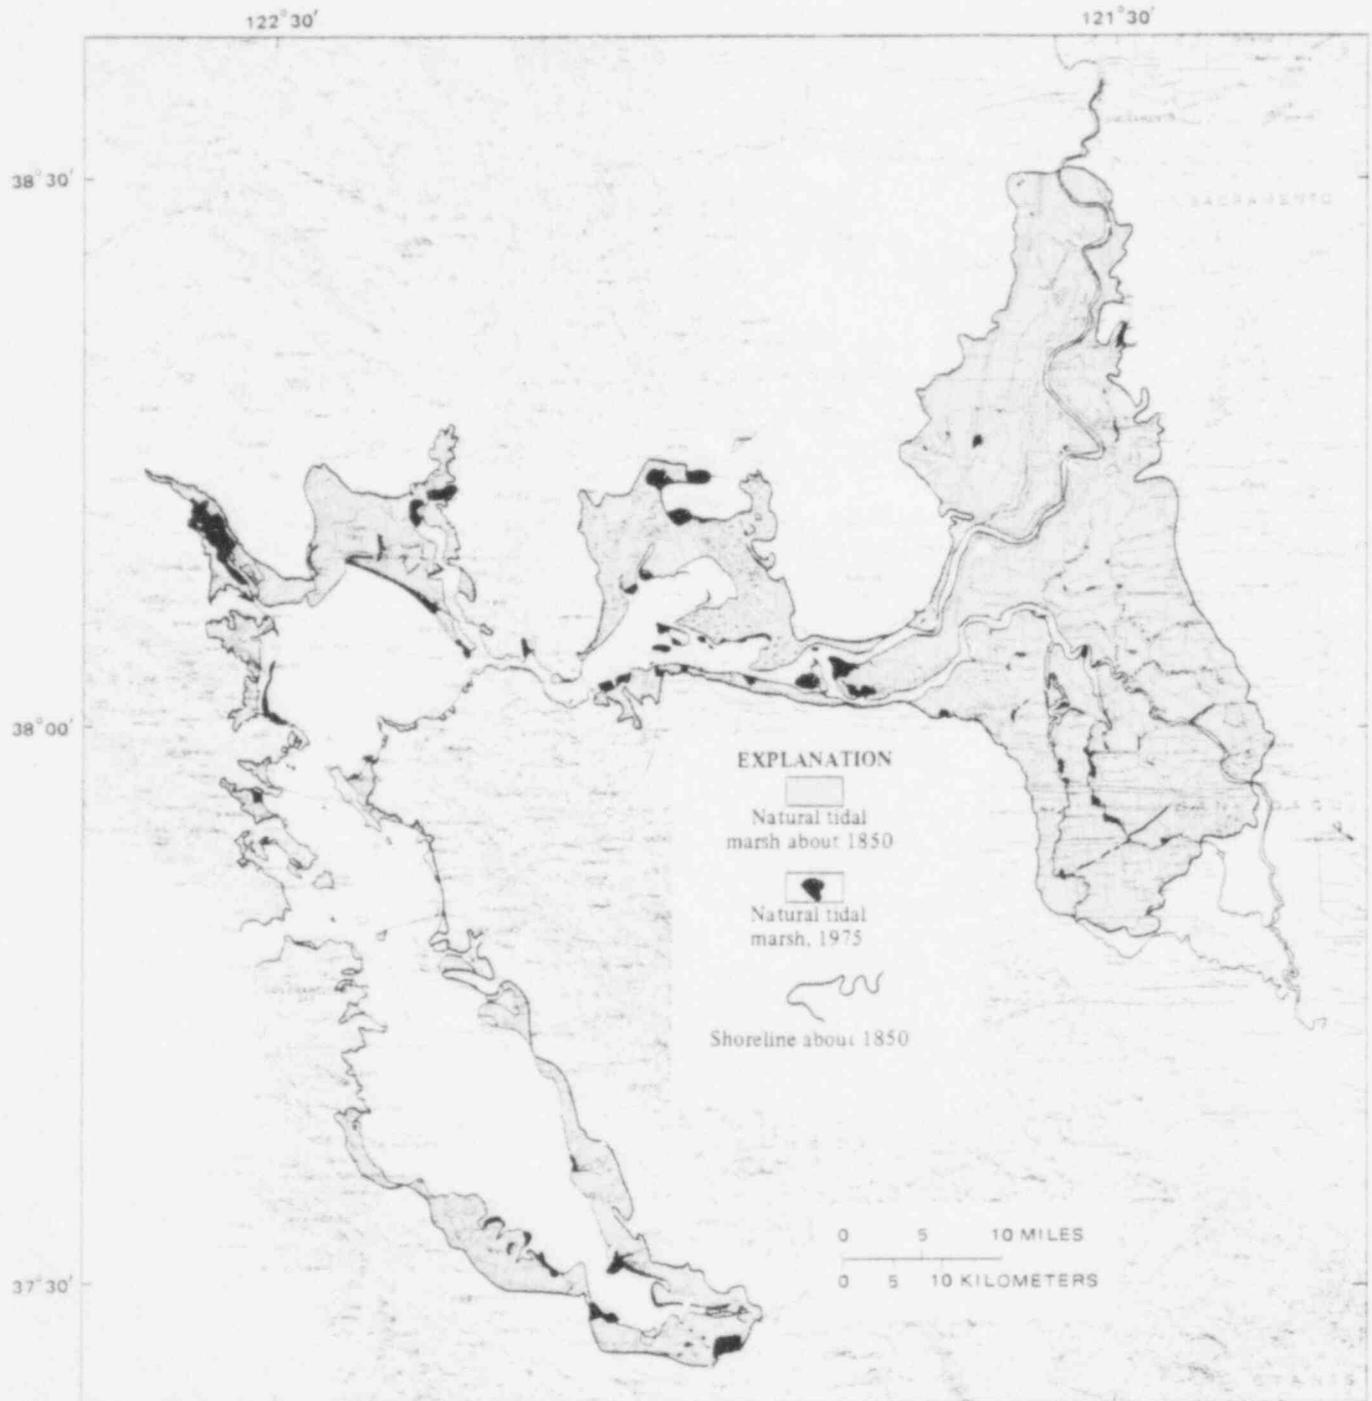 122°30'
121°30'
38°30'
SACRAMENTO
38°00'
EXPLANATION
Natural tidal
marsh about 1850
Natural tidal
marsh, 1975
Shoreline about 1850
0 5 10 MILES
0 5 10 KILOMETERS
37°30'